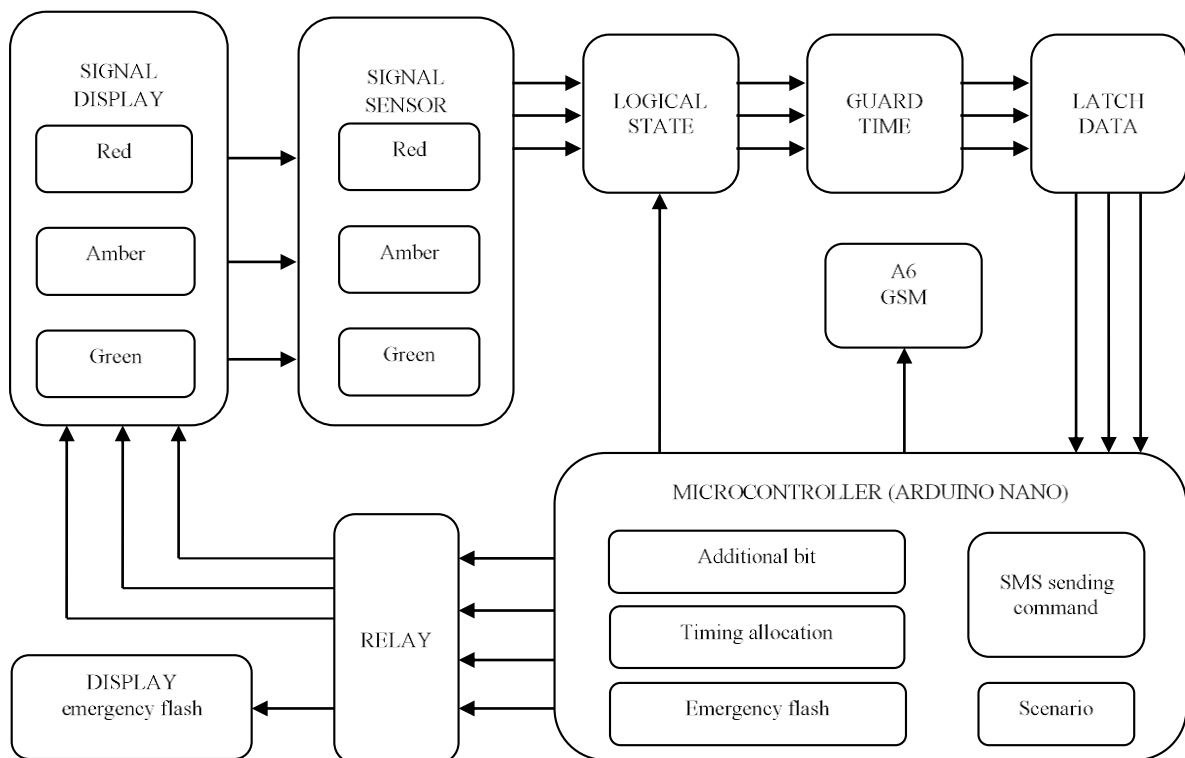 SIGNAL
DISPLAY
Red
Amber
Green
SIGNAL
SENSOR
Red
Amber
Green
LOGICAL
STATE
GUARD
TIME
LATCH
DATA
A6
GSM
MICROCONTROLLER (ARDUINO NANO)
Additional bit
Timing allocation
Emergency flash
SMS sending
command
Scenario
RELAY
DISPLAY
emergency flash